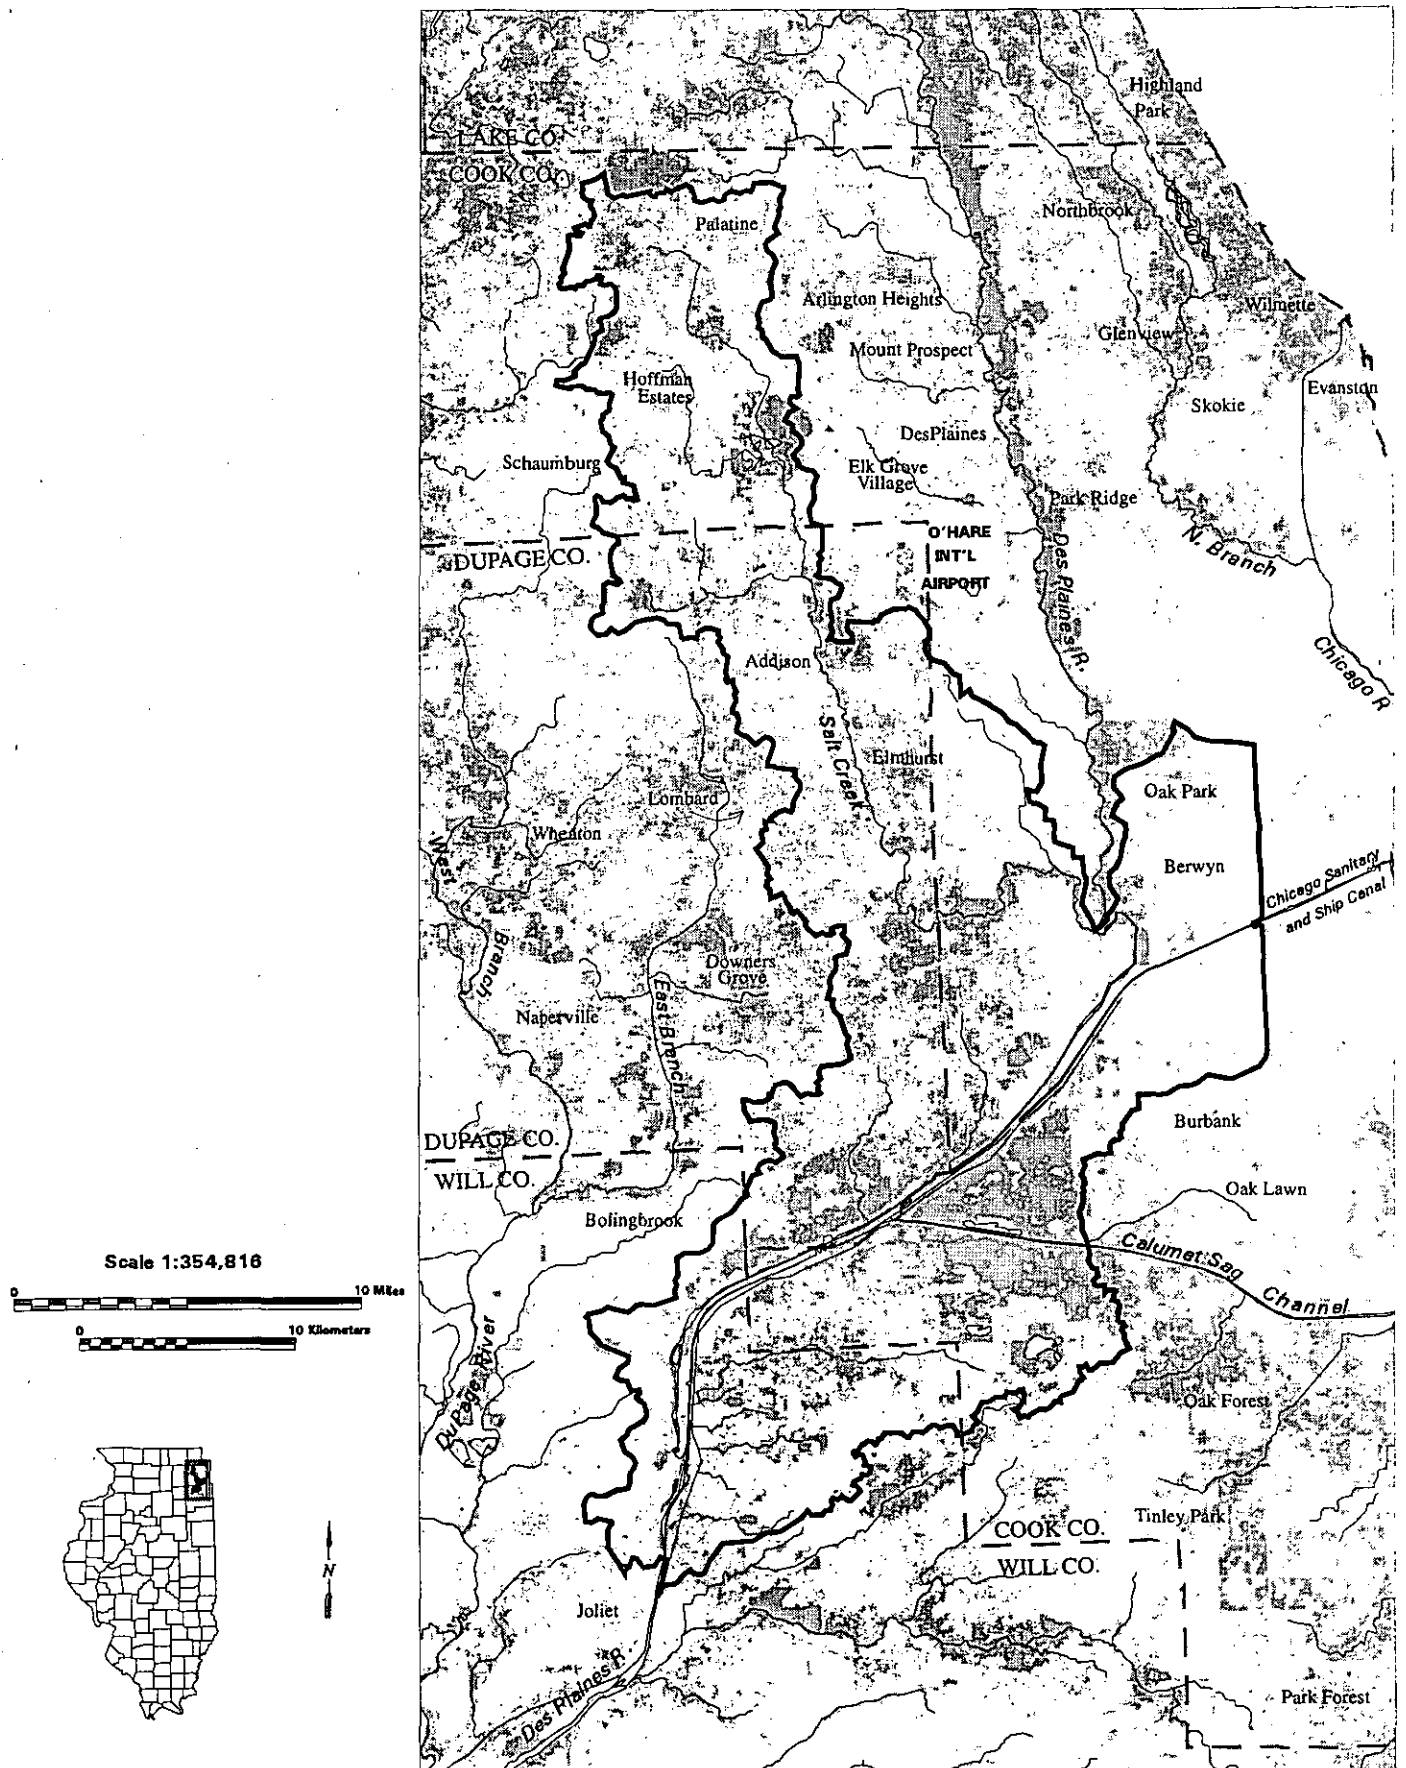 Highland
Park
LAKE CO.
COOK CO.
Northbrook
Palatine
Arlington Heights
Wilmette
Glenview
Mount Prospect
Hoffman
Estates
Evanston
Skokie
DesPlaines
Schaumburg
Elk Grove
Village
Park Ridge
O'HARE
INT'L
AIRPORT
N. Branch
DUPAGE CO.
Des Plaines R.
Chicago R
Addison
Salt Creek
Elmhurst
Oak Park
Lombard
Wheaton
West
Branch
Berwyn
Chicago Sanitary
and Ship Canal
Downers
Grove
East Branch
Naperville
Burbank
DUPAGE CO.
WILL CO.
Oak Lawn
Bolingbrook
Calumet Sag
Channel
Scale 1:354,816
0 10 Miles
0 10 Kilometers
DuPage River
Oak Forest
Tinley Park
COOK CO.
WILL CO.
N
Joliet
Des Plaines R.
Park Forest